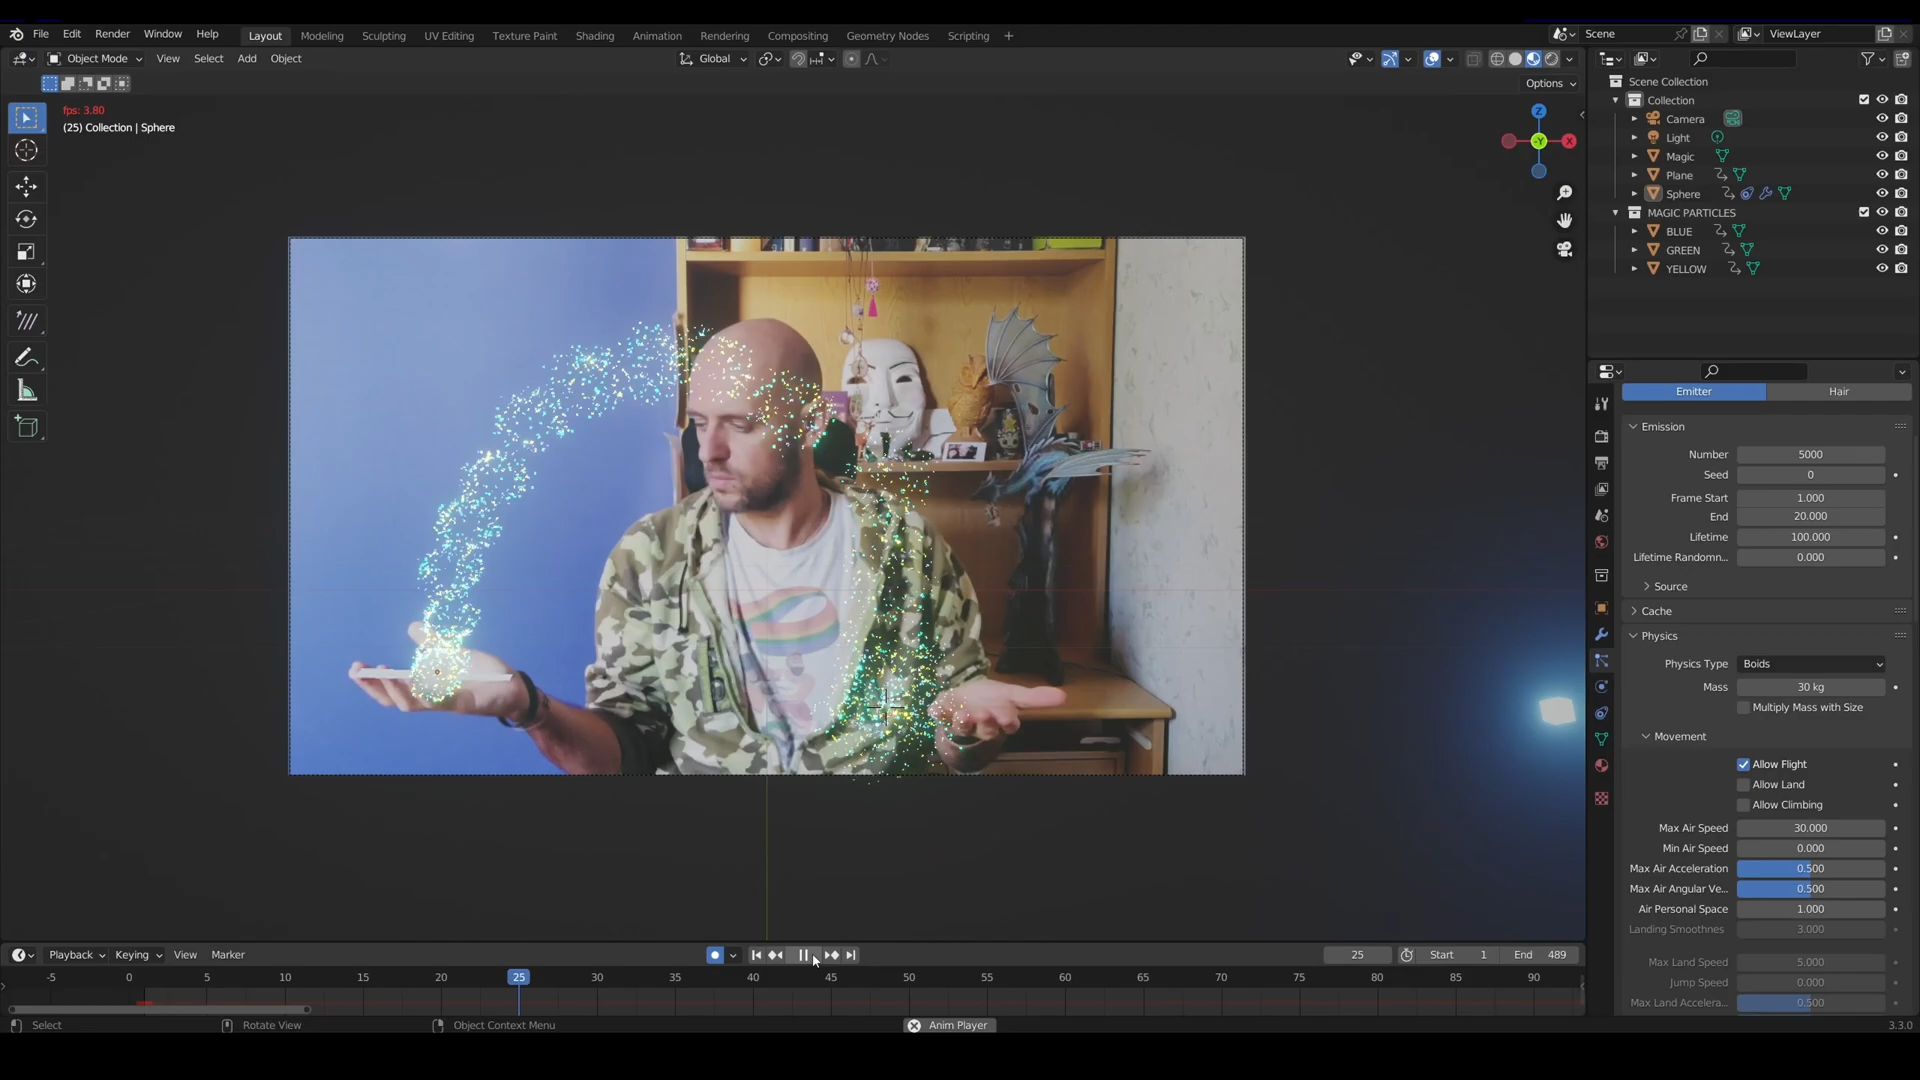 File Edit Render Window Help Layout Modeling Sculpting UV Editing Texture Paint Shading Animation Rendering Compositing Geometry Nodes Scripting + Scene ViewLayer
Object Mode View Select Add Object Global
Options
fps: 3.80
(25) Collection | Sphere
Z
-Y
X
Scene Collection
Collection
Camera
Light
Magic
Plane
Sphere
MAGIC PARTICLES
BLUE
GREEN
YELLOW
Emitter Hair
Emission
Number 5000
Seed 0
Frame Start 1.000
End 20.000
Lifetime 100.000
Lifetime Randomn... 0.000
Source
Cache
Physics
Physics Type Boids
Mass 30 kg
Multiply Mass with Size
Movement
Allow Flight
Allow Land
Allow Climbing
Max Air Speed 30.000
Min Air Speed 0.000
Max Air Acceleration 0.500
Max Air Angular Ve... 0.500
Air Personal Space 1.000
Landing Smoothnes 3.000
Max Land Speed 5.000
Jump Speed 0.000
Max Land Accelera... 0.500
Playback Keying View Marker 25 Start 1 End 489
-5 0 5 10 15 20 25 30 35 40 45 50 55 60 65 70 75 80 85 90
Select Rotate View Object Context Menu Anim Player 3.3.0